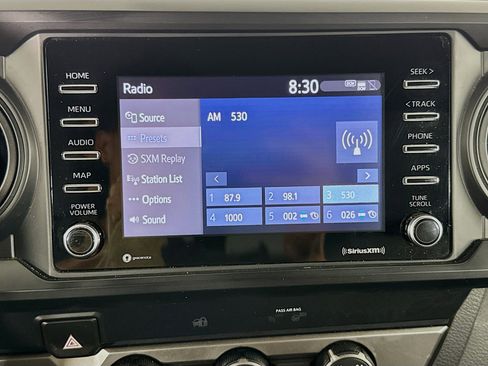 HOME
MENU
AUDIO
MAP
POWER
VOLUME
Radio
8:30
DCM
Source
Presets
SXM Replay
Station List
Options
Sound
AM 530
<
>
1 87.9
2 98.1
3 530
4 1000
5 002
6 026
SEEK >
< TRACK
PHONE
APPS
TUNE
SCROLL
gracenote
((SiriusXM))
PASS AIR BAG